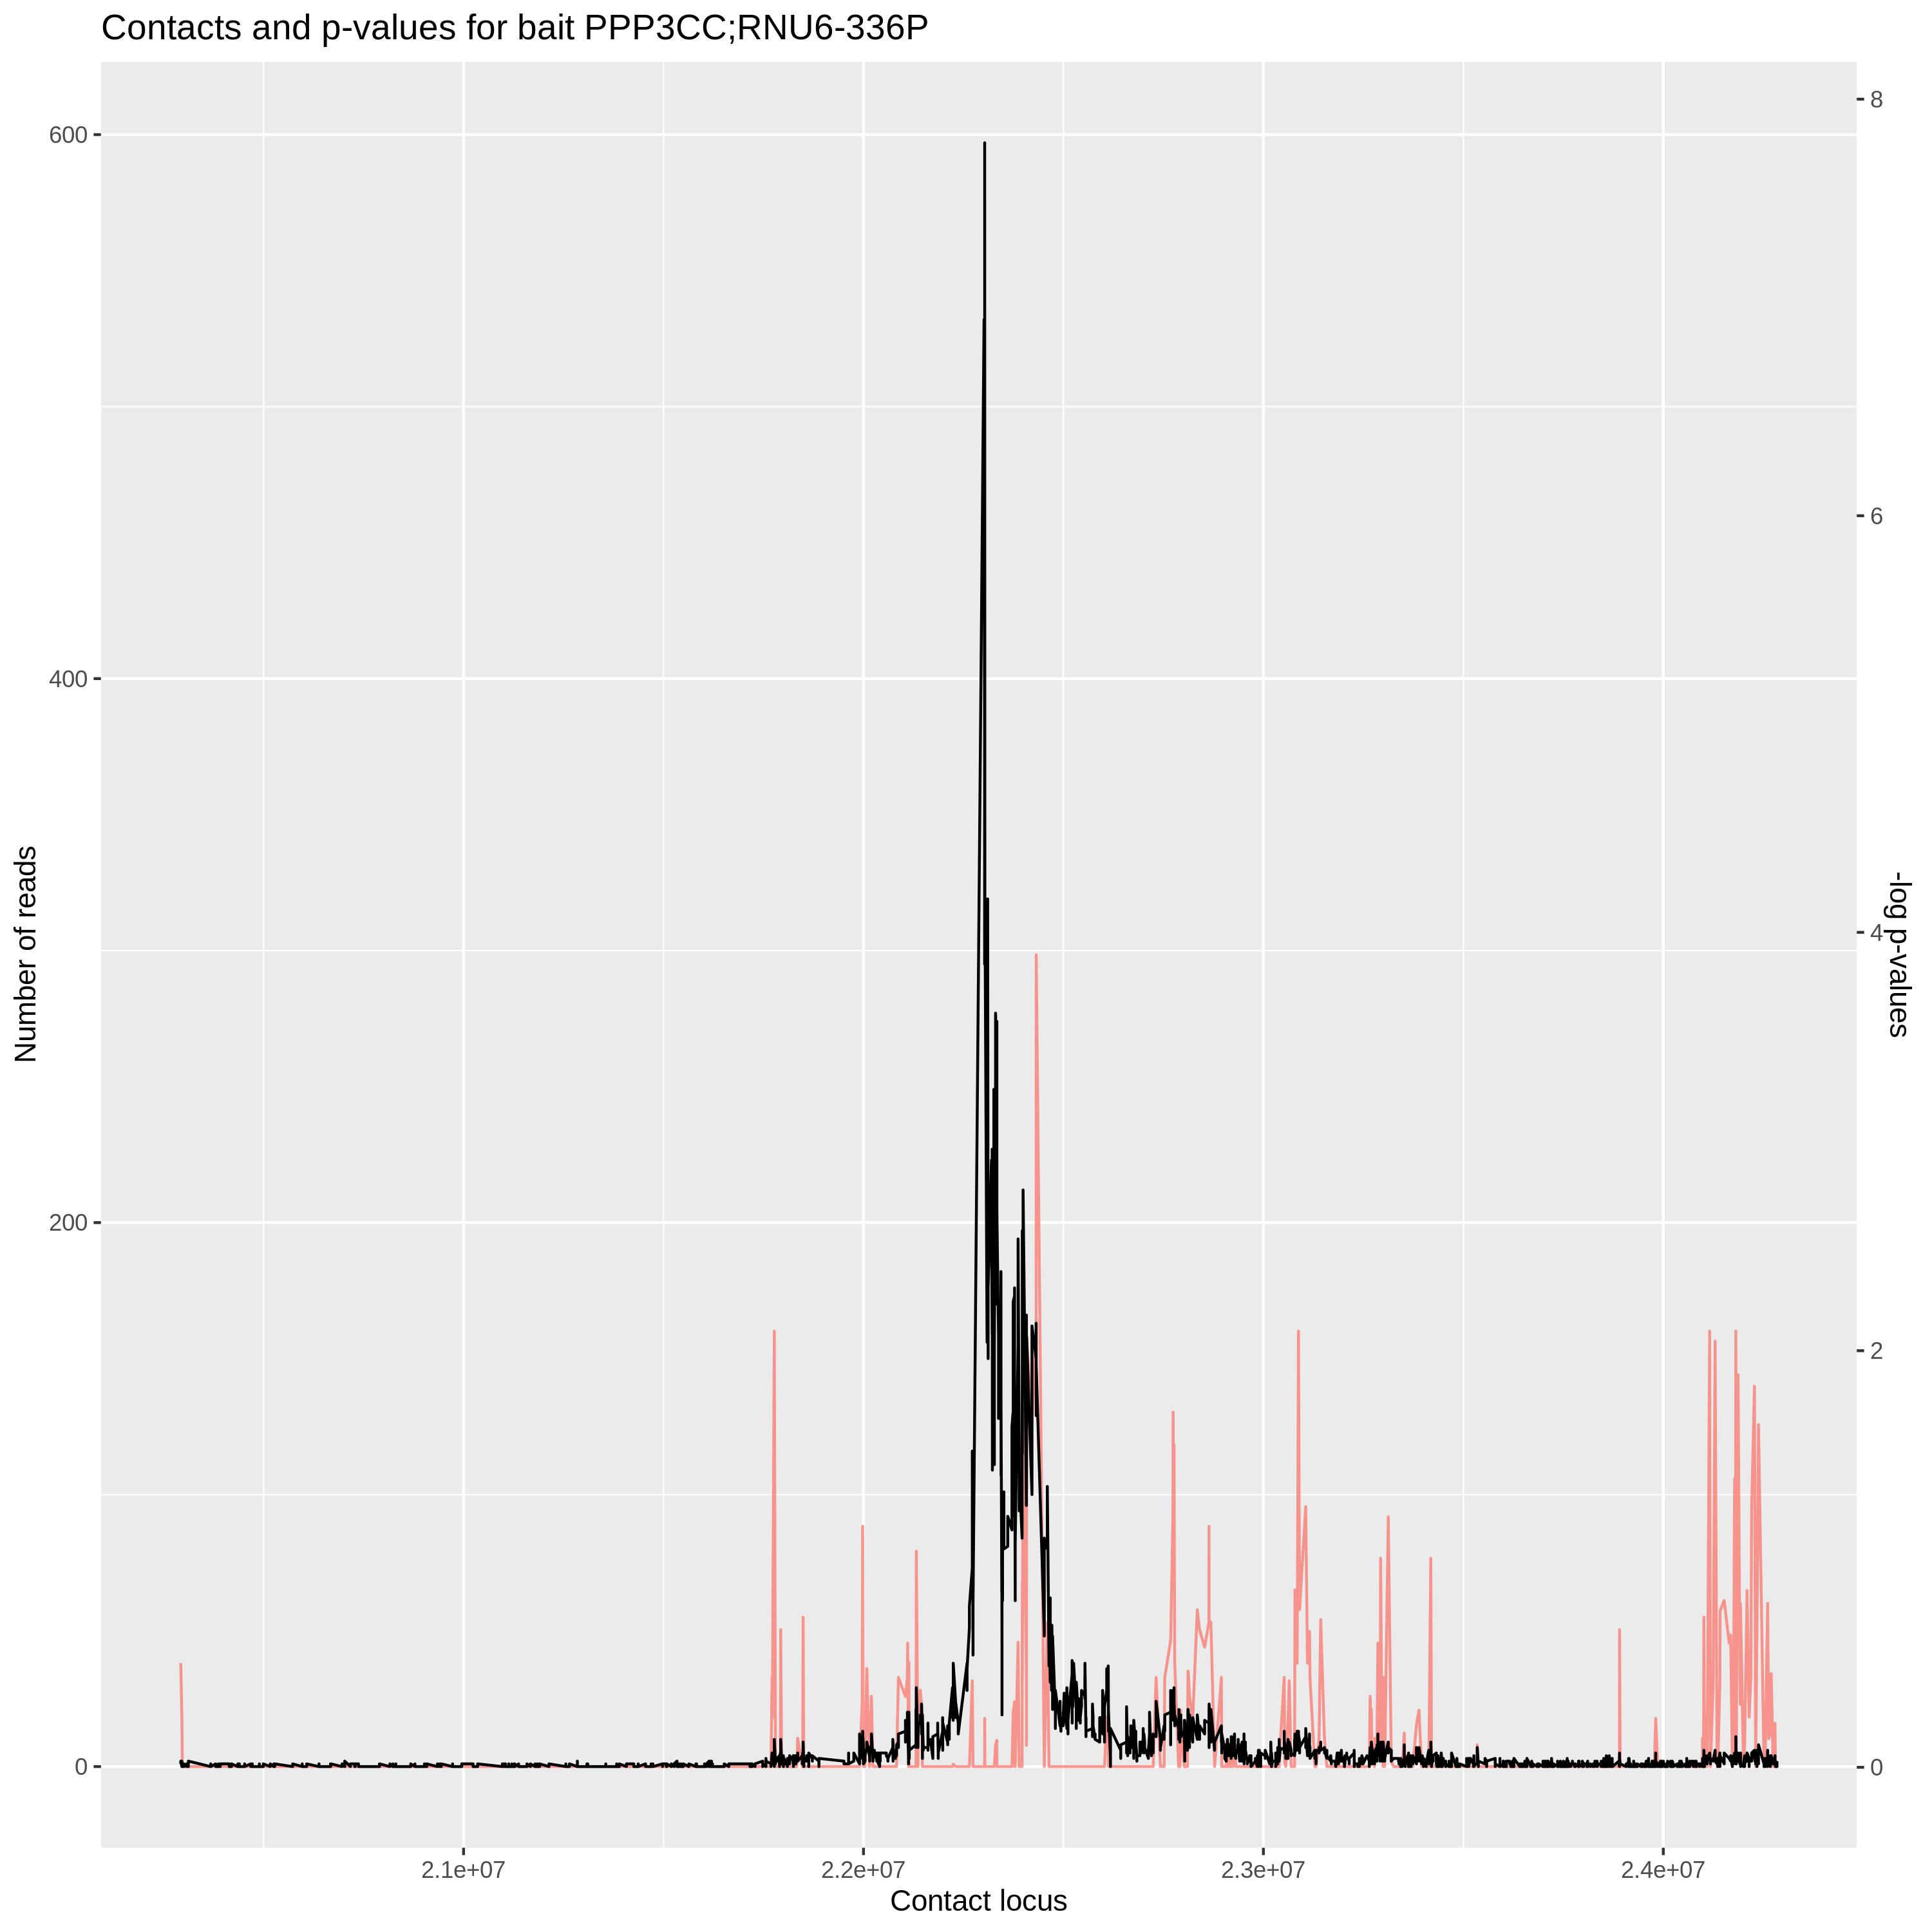 Contacts and p-values for bait PPP3CC;RNU6-336P
600
400
200
0
Number of reads
8
6
4
2
0
-log p-values
2.1e+07
2.2e+07
2.3e+07
2.4e+07
Contact locus